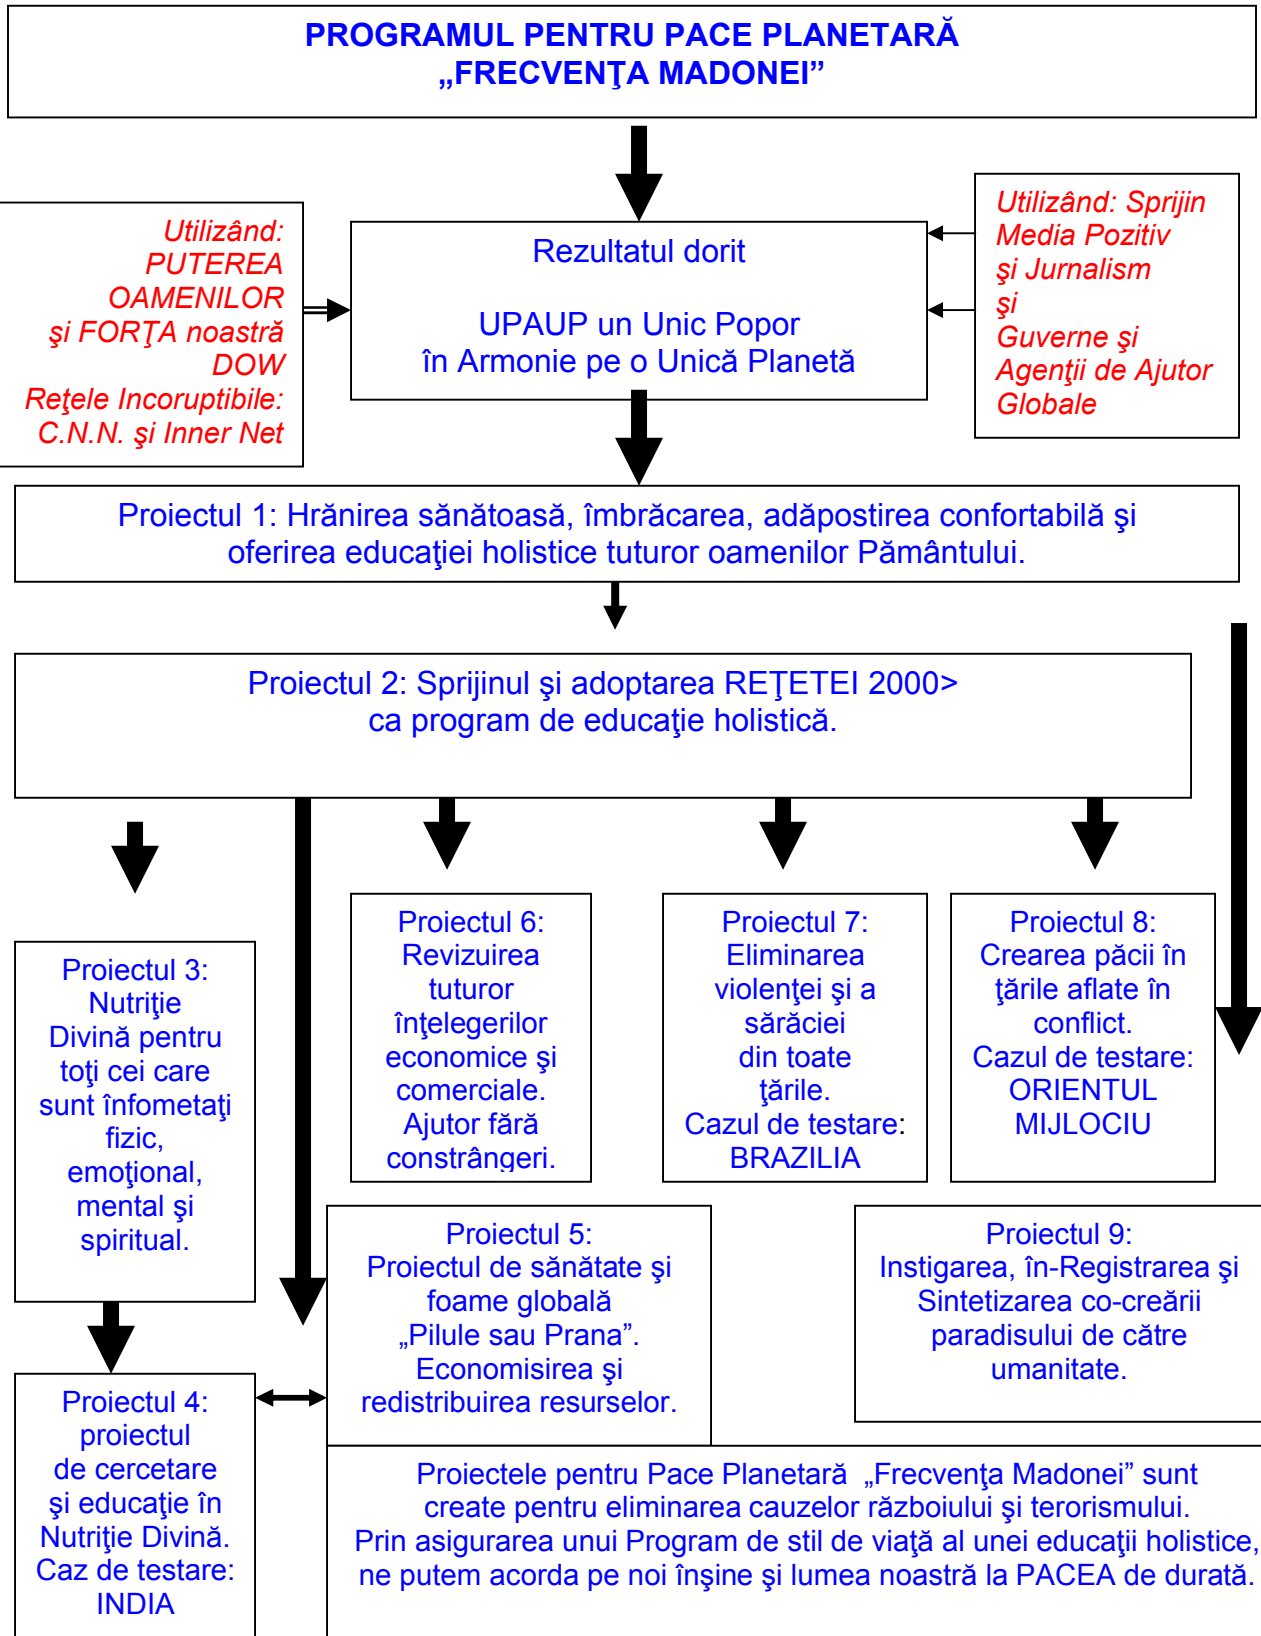 PROGRAMUL PENTRU PACE PLANETARĂ
„FRECVENŢA MADONEI”
Utilizând:
PUTEREA
OAMENILOR
şi FORŢA noastră
DOW
Reţele Incoruptibile:
C.N.N. şi Inner Net
Rezultatul dorit
UPAUP un Unic Popor
în Armonie pe o Unică Planetă
Utilizând: Sprijin
Media Pozitiv
şi Jurnalism
şi
Guverne şi
Agenţii de Ajutor
Globale
Proiectul 1: Hrănirea sănătoasă, îmbrăcarea, adăpostirea confortabilă şi
oferirea educaţiei holistice tuturor oamenilor Pământului.
Proiectul 2: Sprijinul şi adoptarea REŢETEI 2000>
ca program de educaţie holistică.
Proiectul 3:
Nutriţie
Divină pentru
toţi cei care
sunt înfometaţi
fizic,
emoţional,
mental şi
spiritual.
Proiectul 6:
Revizuirea
tuturor
înţelegerilor
economice şi
comerciale.
Ajutor fără
constrângeri.
Proiectul 7:
Eliminarea
violenţei şi a
sărăciei
din toate
ţările.
Cazul de testare:
BRAZILIA
Proiectul 8:
Crearea păcii în
ţările aflate în
conflict.
Cazul de testare:
ORIENTUL
MIJLOCIU
Proiectul 4:
proiectul
de cercetare
şi educaţie în
Nutriţie Divină.
Caz de testare:
INDIA
Proiectul 5:
Proiectul de sănătate şi
foame globală
„Pilule sau Prana”.
Economisirea şi
redistribuirea resurselor.
Proiectul 9:
Instigarea, în-Registrarea şi
Sintetizarea co-creării
paradisului de către
umanitate.
Proiectele pentru Pace Planetară „Frecvenţa Madonei” sunt
create pentru eliminarea cauzelor războiului şi terorismului.
Prin asigurarea unui Program de stil de viaţă al unei educaţii holistice,
ne putem acorda pe noi înşine şi lumea noastră la PACEA de durată.